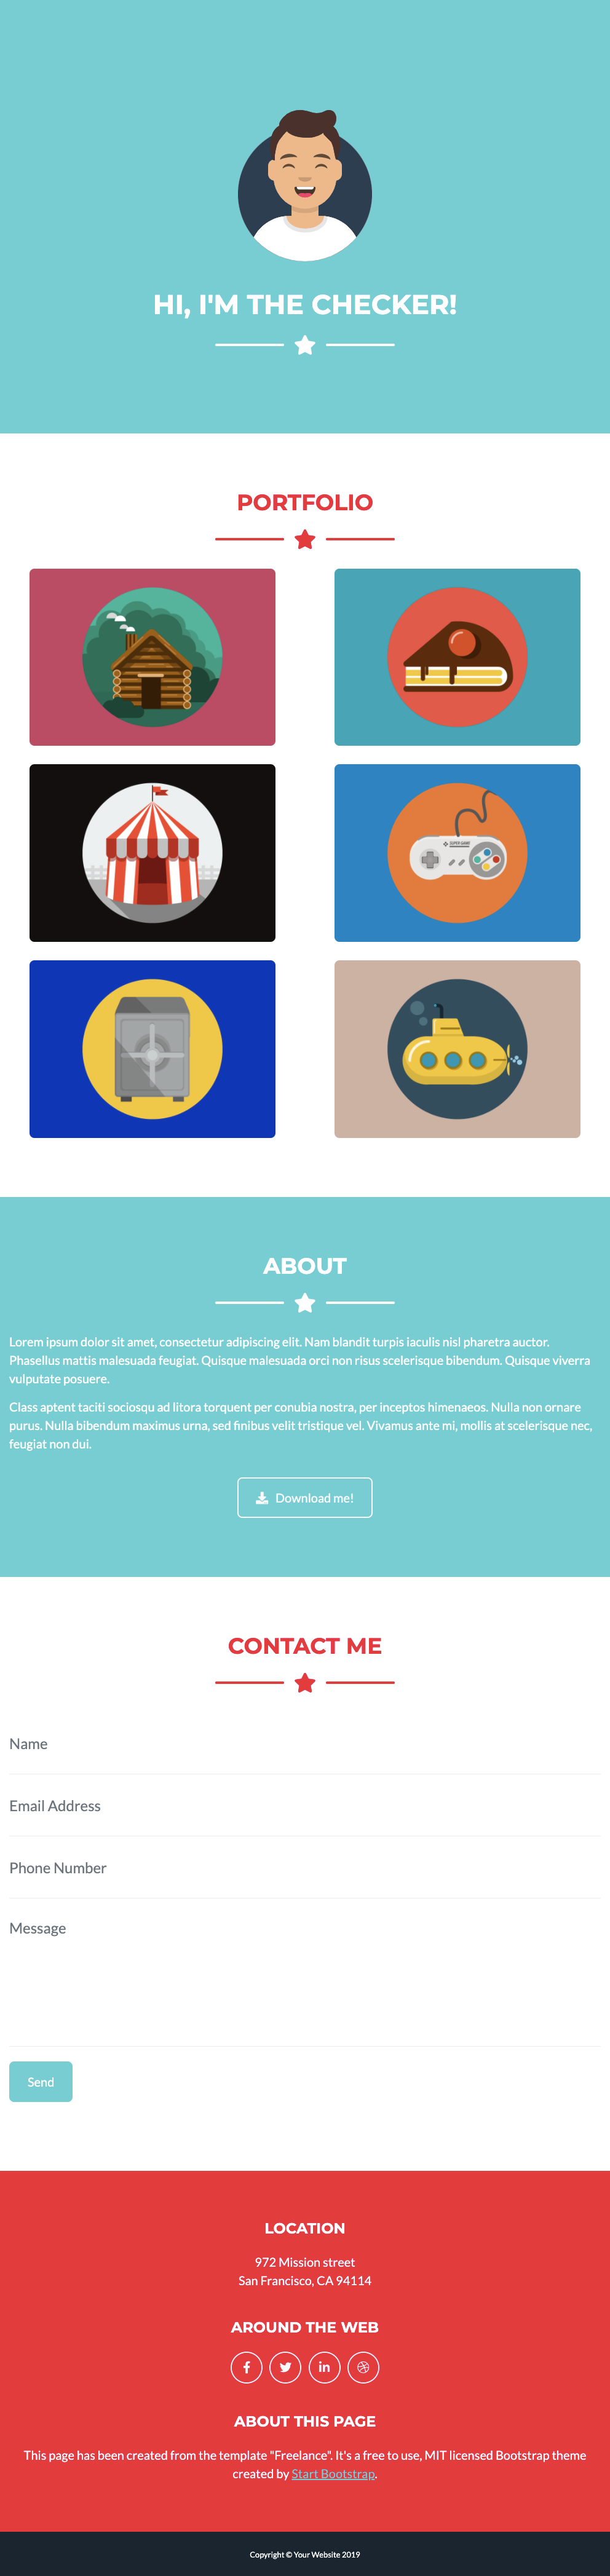 HI, I'M THE CHECKER!
PORTFOLIO
SUPER GAME
ABOUT
Lorem ipsum dolor sit amet, consectetur adipiscing elit. Nam blandit turpis iaculis nisl pharetra auctor.
Phasellus mattis malesuada feugiat. Quisque malesuada orci non risus scelerisque bibendum. Quisque viverra
vulputate posuere.
Class aptent taciti sociosqu ad litora torquent per conubia nostra, per inceptos himenaeos. Nulla non ornare
purus. Nulla bibendum maximus urna, sed finibus velit tristique vel. Vivamus ante mi, mollis at scelerisque nec,
feugiat non dui.
Download me!
CONTACT ME
Name
Email Address
Phone Number
Message
Send
LOCATION
972 Mission street
San Francisco, CA 94114
AROUND THE WEB
ABOUT THIS PAGE
This page has been created from the template "Freelance". It's a free to use, MIT licensed Bootstrap theme
created by Start Bootstrap.
Copyright © Your Website 2019